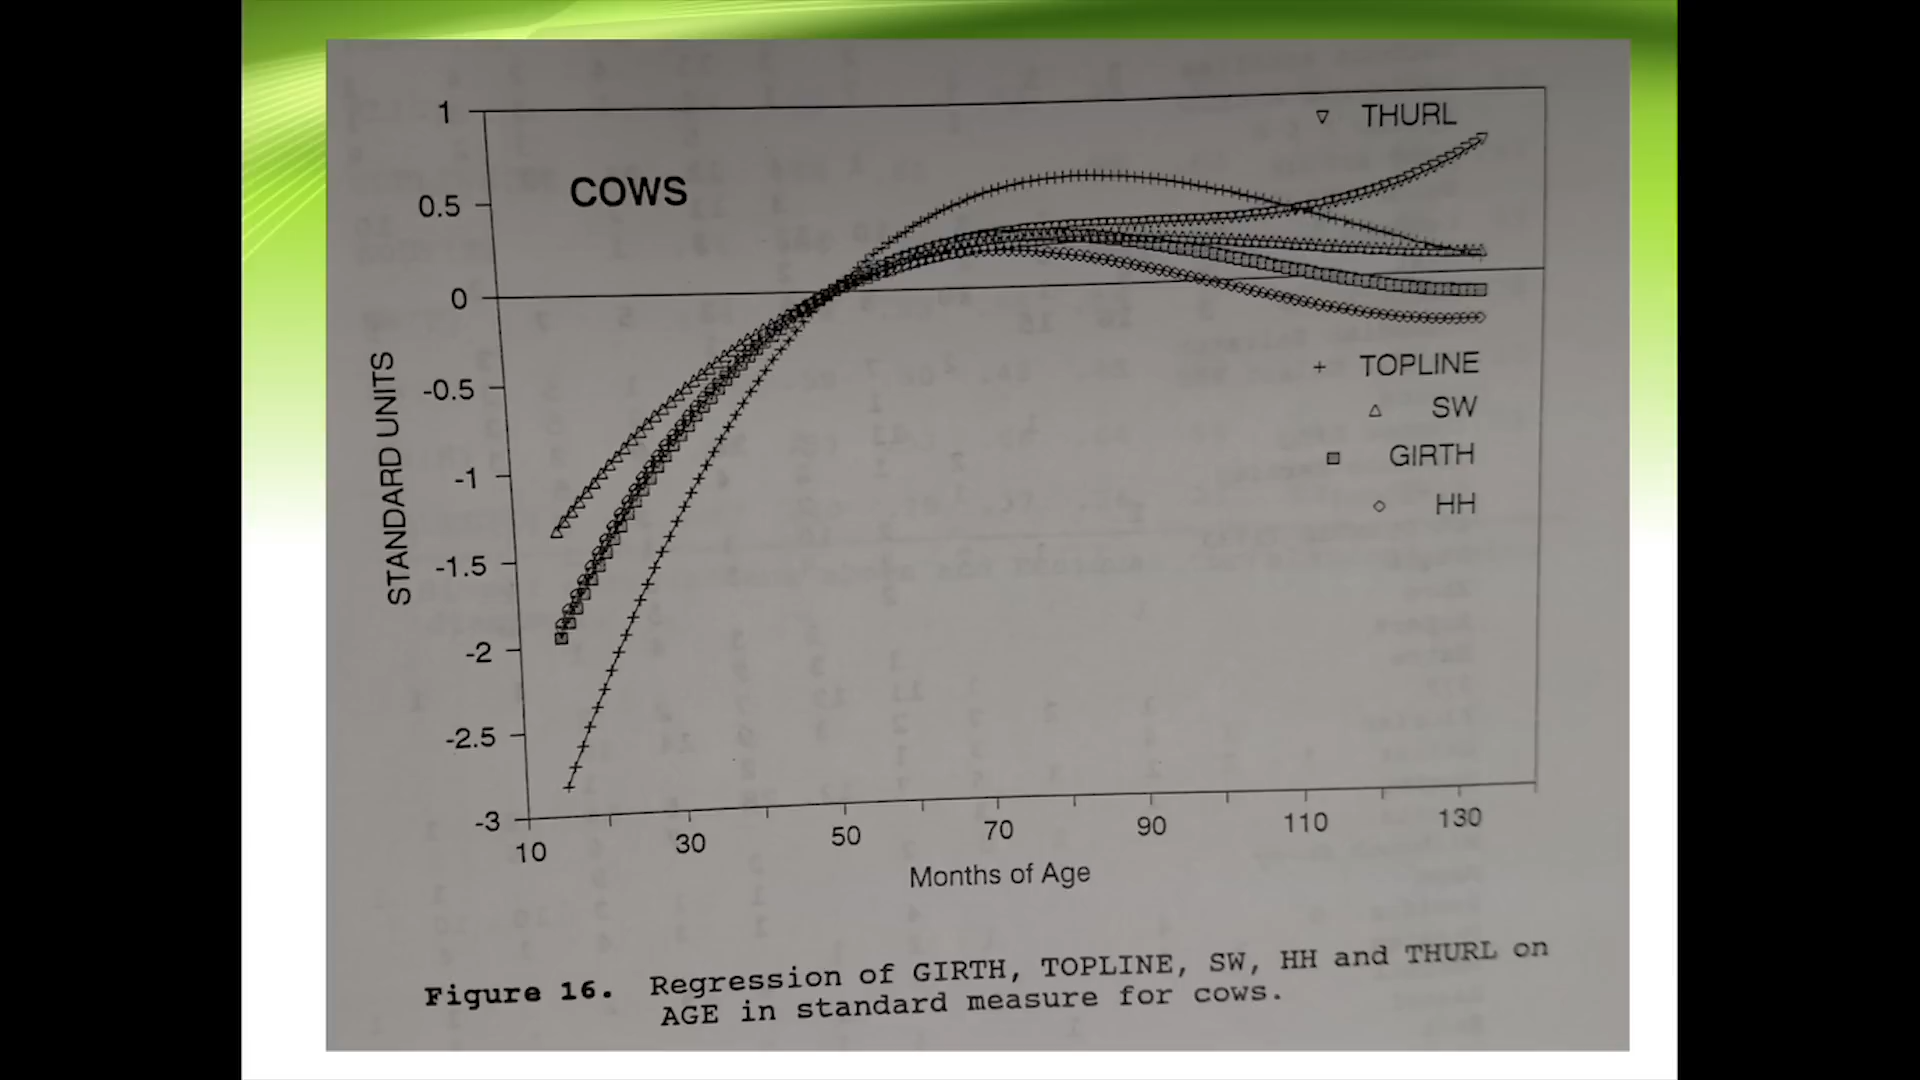 1
0.5
0
-0.5
-1
-1.5
-2
-2.5
-3
STANDARD UNITS
COWS
THURL
TOPLINE
SW
GIRTH
HH
10 30 50 70 90 110 130
Months of Age
Figure 16. Regression of GIRTH, TOPLINE, SW, HH and THURL on
AGE in standard measure for cows.